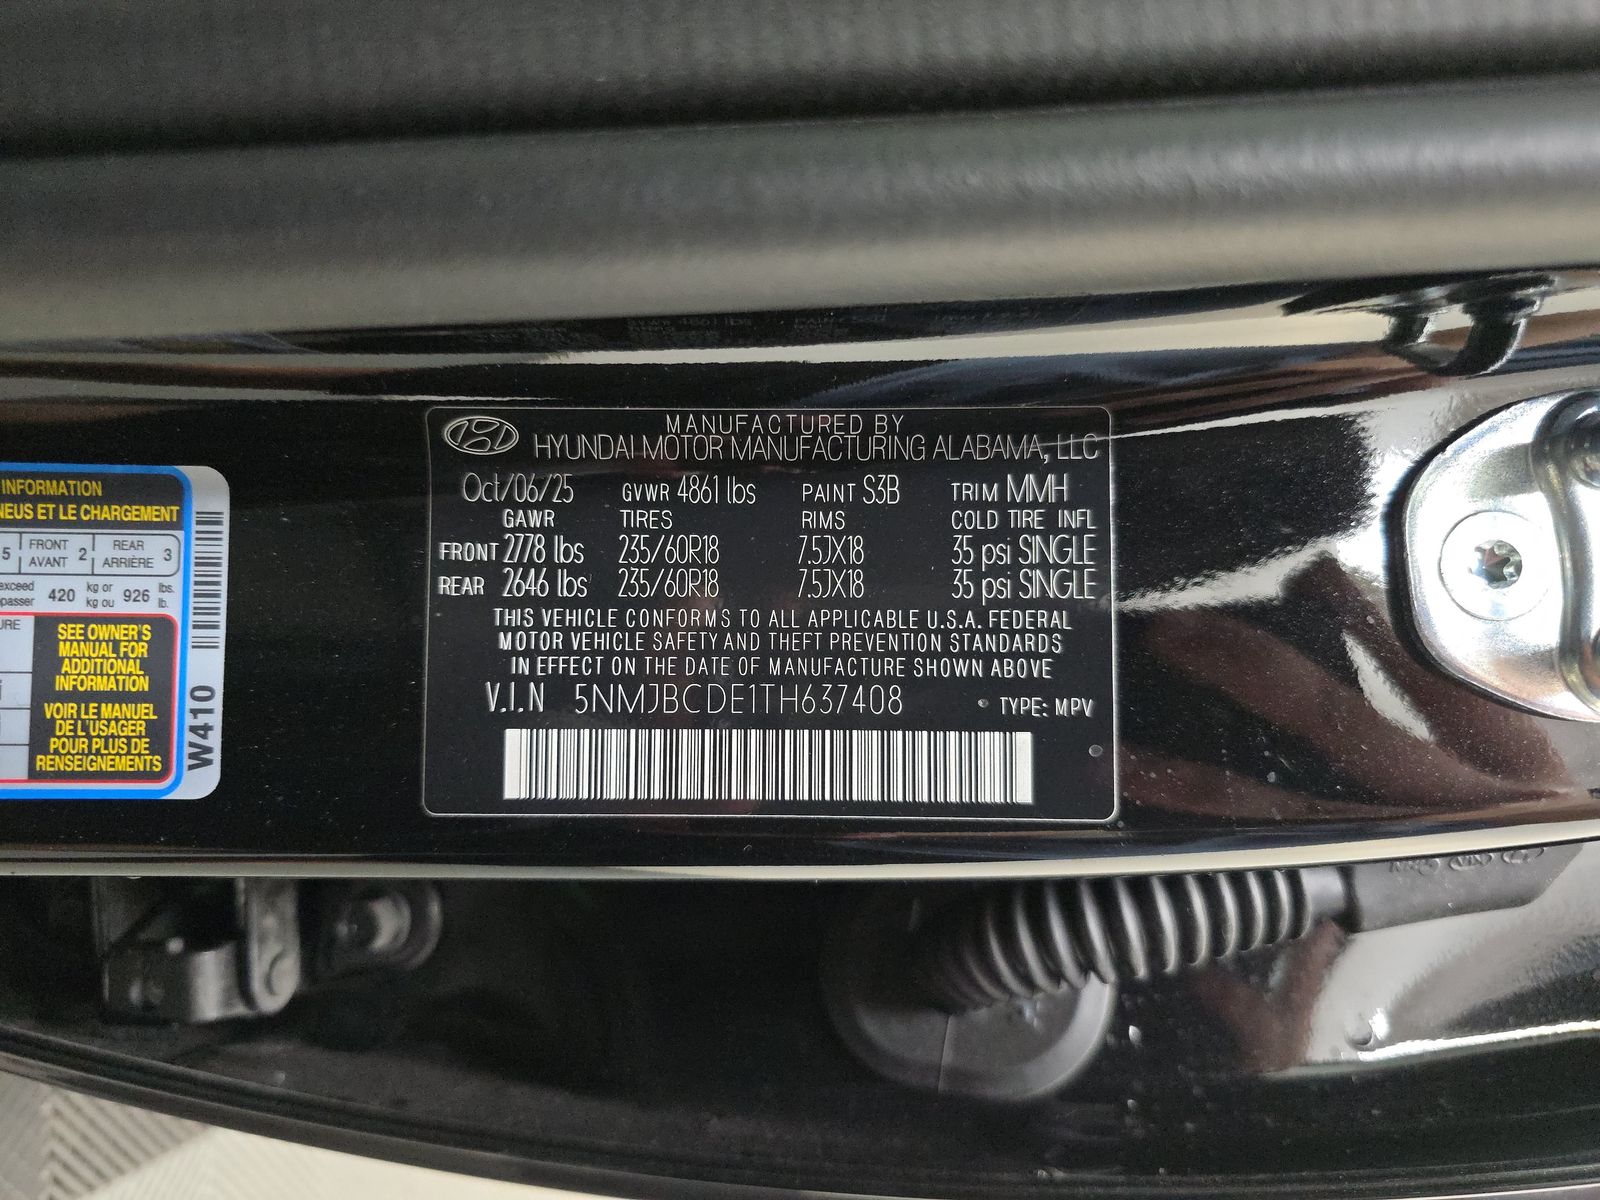 INFORMATION
NEUS ET LE CHARGEMENT
5 FRONT AVANT 2 REAR ARRIÈRE 3
420 kg or kg ou 926 lbs. lb.
SEE OWNER'S
MANUAL FOR
ADDITIONAL
INFORMATION
VOIR LE MANUEL
DE L'USAGER
POUR PLUS DE
RENSEIGNEMENTS
W410
MANUFACTURED BY
HYUNDAI MOTOR MANUFACTURING ALABAMA, LLC
Oct/06/25 GVWR 4861 lbs PAINT S3B TRIM MMH
GAWR TIRES RIMS COLD TIRE INFL
FRONT 2778 lbs 235/60R18 7.5JX18 35 psi SINGLE
REAR 2646 lbs 235/60R18 7.5JX18 35 psi SINGLE
THIS VEHICLE CONFORMS TO ALL APPLICABLE U.S.A. FEDERAL
MOTOR VEHICLE SAFETY AND THEFT PREVENTION STANDARDS
IN EFFECT ON THE DATE OF MANUFACTURE SHOWN ABOVE
V.I.N 5NMJBCDE1TH637408 TYPE: MPV